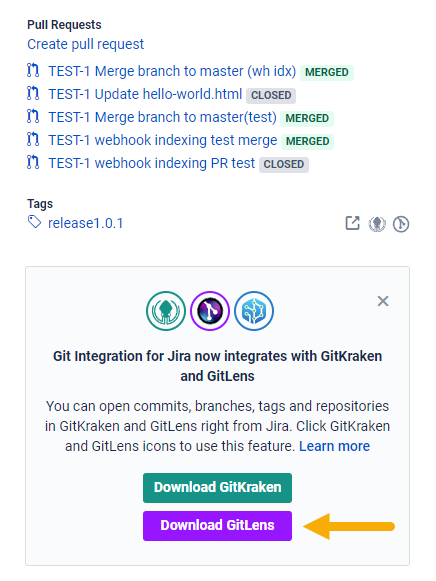 Pull Requests
Create pull request
TEST-1 Merge branch to master (wh idx) MERGED
TEST-1 Update hello-world.html CLOSED
TEST-1 Merge branch to master(test) MERGED
TEST-1 webhook indexing test merge MERGED
TEST-1 webhook indexing PR test CLOSED
Tags
release1.0.1
Git Integration for Jira now integrates with GitKraken
and GitLens
You can open commits, branches, tags and repositories
in GitKraken and GitLens right from Jira. Click GitKraken
and GitLens icons to use this feature. Learn more
Download GitKraken
Download GitLens